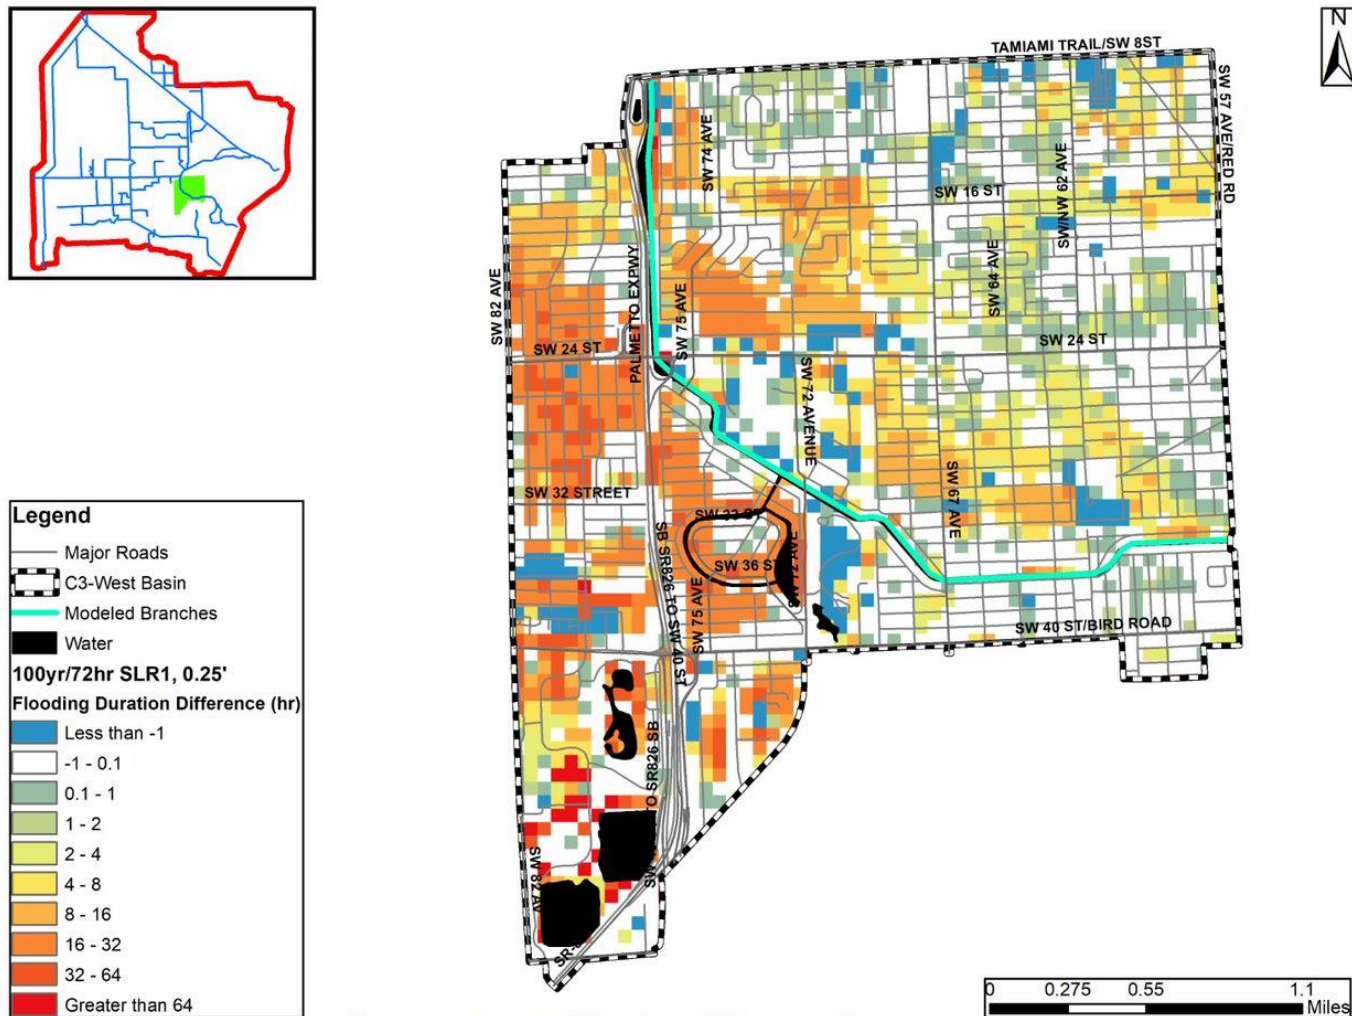 N
TAMIAMI TRAIL/SW 8ST
SW 57 AVE/RED RD
SW 74 AVE
SW/NW 62 AVE
SW 16 ST
SW 64 AVE
PALMETTO EXPWY
SW 82 AVE
SW 75 AVE
SW 24 ST
SW 24 ST
SW 72 AVENUE
SW 67 AVE
SW 32 STREET
SB SR826 TO SW 40 ST
SW 36 ST
SW 75 AVE
SW 40 ST/BIRD ROAD
TO SR826 SB
Legend
Major Roads
C3-West Basin
Modeled Branches
Water
100yr/72hr SLR1, 0.25'
Flooding Duration Difference (hr)
Less than -1
-1 - 0.1
0.1 - 1
1 - 2
2 - 4
4 - 8
8 - 16
16 - 32
32 - 64
Greater than 64
0 0.275 0.55 1.1
Miles